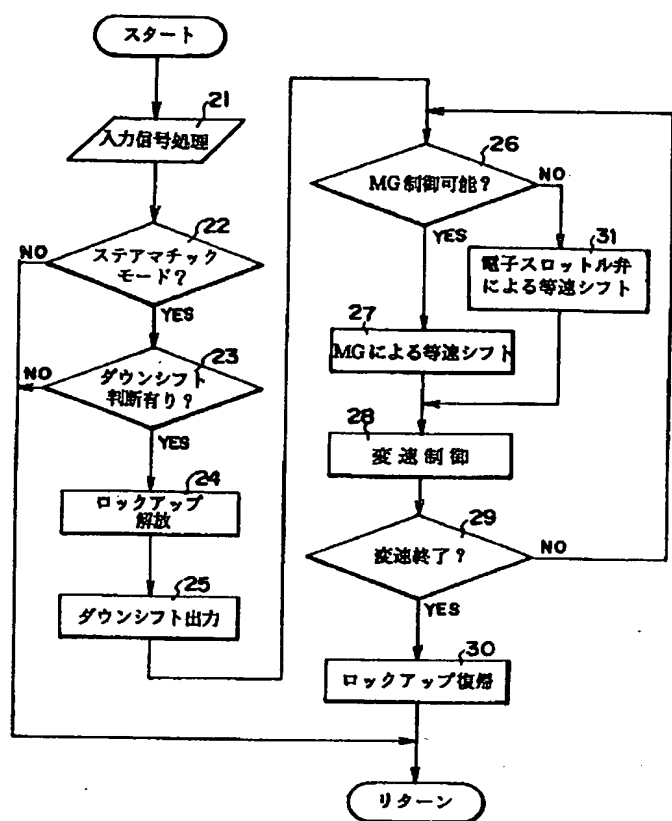 スタート
21
入力信号処理
22
ステアマチック
モード?
NO
YES
23
ダウンシフト
判断有り?
NO
YES
24
ロックアップ
解放
25
ダウンシフト出力
26
MG制御可能?
NO
YES
31
電子スロットル弁
による等速シフト
27
MGによる等速シフト
28
変速制御
29
変速終了?
NO
YES
30
ロックアップ復帰
リターン